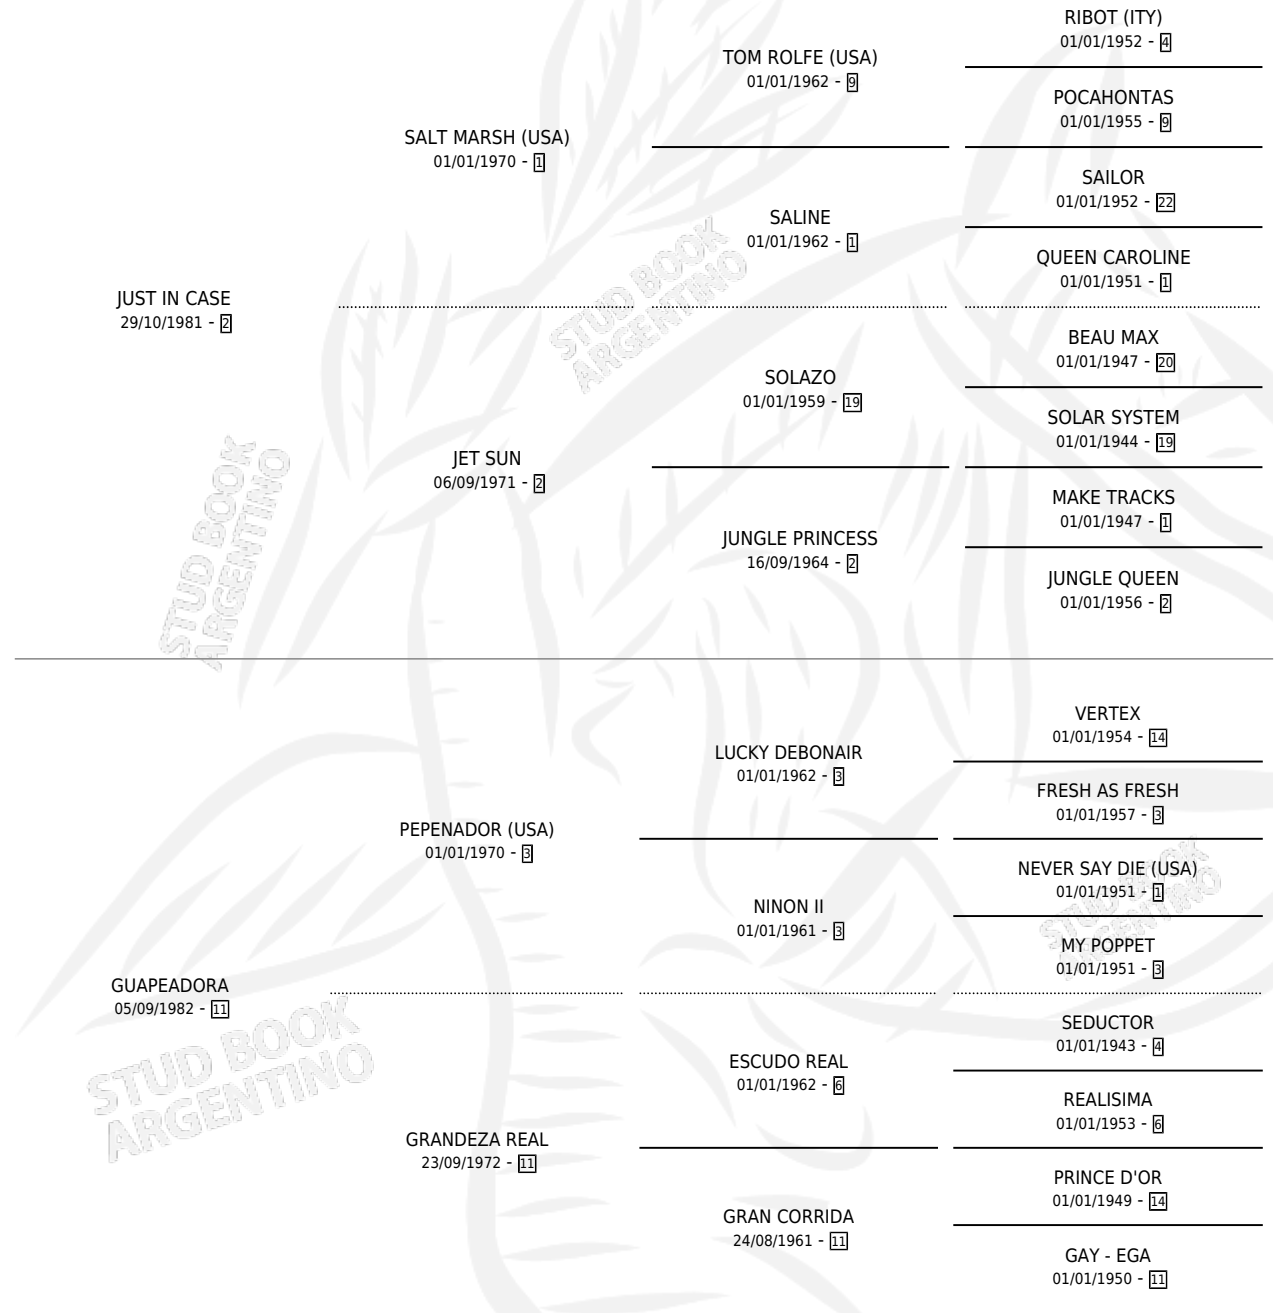 RIBOT (ITY)
01/01/1952 - 4
TOM ROLFE (USA)
01/01/1962 - 9
POCAHONTAS
01/01/1955 - 9
SALT MARSH (USA)
01/01/1970 - 1
SAILOR
01/01/1952 - 22
SALINE
01/01/1962 - 1
QUEEN CAROLINE
01/01/1951 - 1
JUST IN CASE
29/10/1981 - 2
BEAU MAX
01/01/1947 - 20
SOLAZO
01/01/1959 - 19
SOLAR SYSTEM
01/01/1944 - 19
JET SUN
06/09/1971 - 2
MAKE TRACKS
01/01/1947 - 1
JUNGLE PRINCESS
16/09/1964 - 2
JUNGLE QUEEN
01/01/1956 - 2
VERTEX
01/01/1954 - 14
LUCKY DEBONAIR
01/01/1962 - 3
FRESH AS FRESH
01/01/1957 - 3
PEPENADOR (USA)
01/01/1970 - 3
NEVER SAY DIE (USA)
01/01/1951 - 1
NINON II
01/01/1961 - 3
MY POPPET
01/01/1951 - 3
GUAPEADORA
05/09/1982 - 11
SEDUCTOR
01/01/1943 - 4
ESCUDO REAL
01/01/1962 - 6
REALISIMA
01/01/1953 - 6
GRANDEZA REAL
23/09/1972 - 11
PRINCE D'OR
01/01/1949 - 14
GRAN CORRIDA
24/08/1961 - 11
GAY - EGA
01/01/1950 - 11
STUD BOOK
ARGENTINO
STUD BOOK
ARGENTINO
STUD BOOK
ARGENTINO
STUD BOOK
ARGENTINO